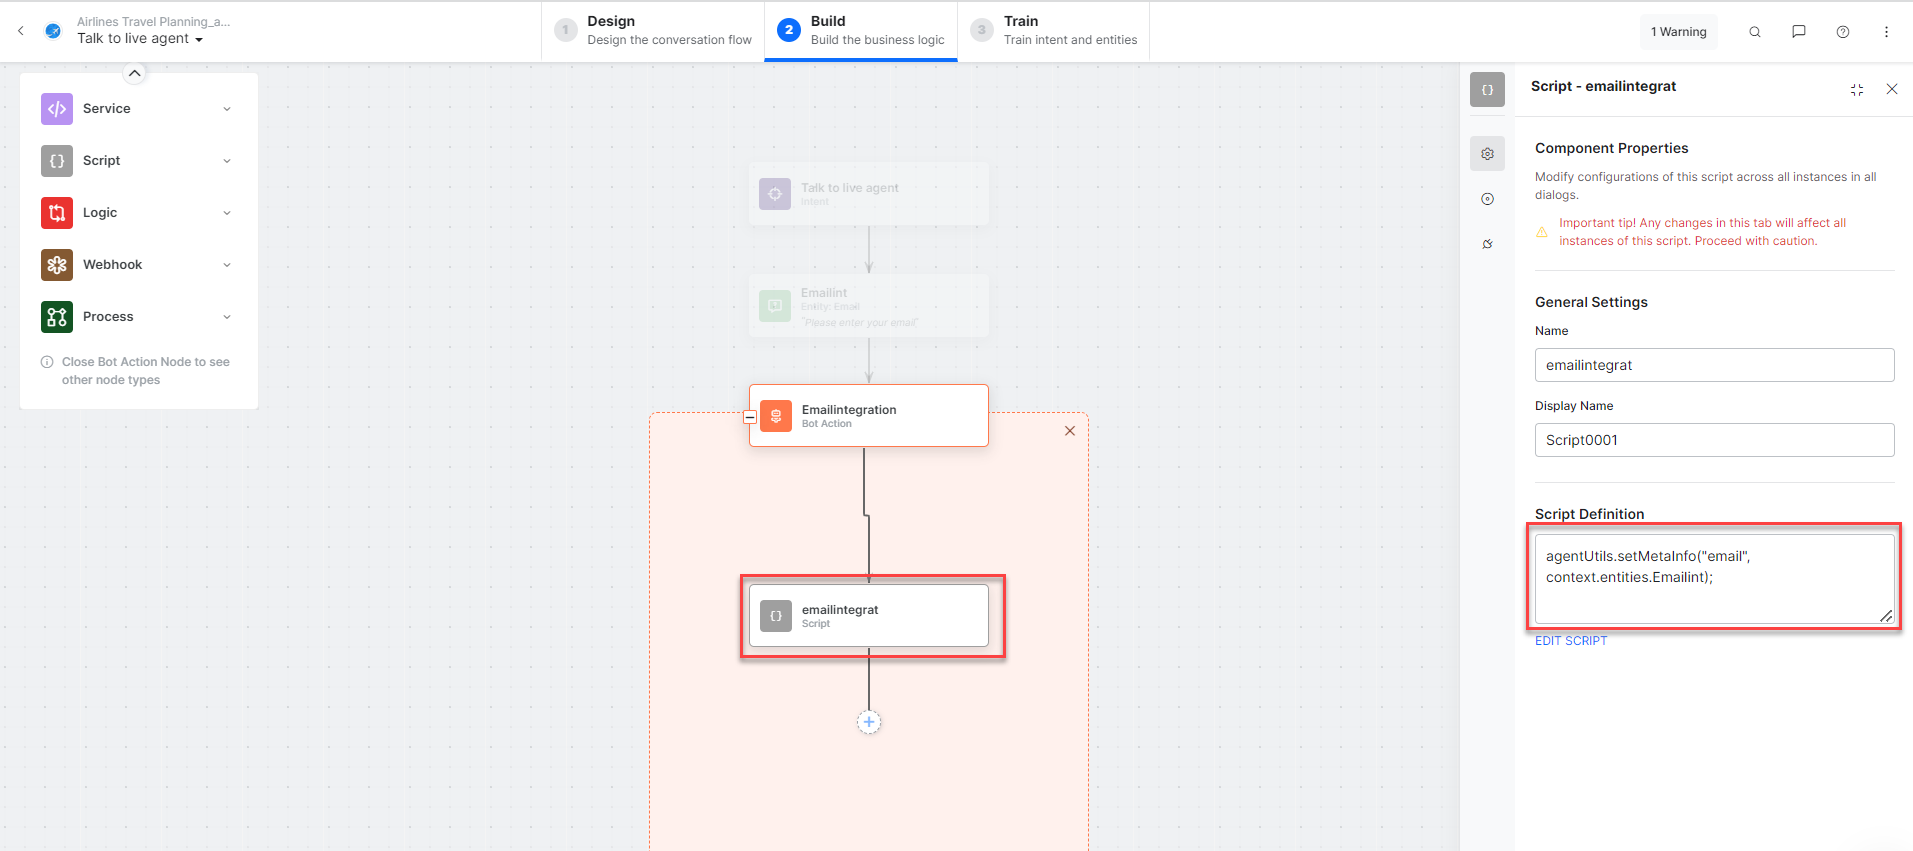 Airlines Travel Planning_a...
Talk to live agent
1
Design
Design the conversation flow
2
Build
Build the business logic
3
Train
Train intent and entities
1 Warning
Service
Script
Logic
Webhook
Process
Close Bot Action Node to see
other node types
Talk to live agent
Intent
Emailint
Entity: Email
"Please enter your email"
Emailintegration
Bot Action
emailintegrat
Script
Script - emailintegrat
Component Properties
Modify configurations of this script across all instances in all
dialogs.
Important tip! Any changes in this tab will affect all
instances of this script. Proceed with caution.
General Settings
Name
emailintegrat
Display Name
Script0001
Script Definition
agentUtils.setMetaInfo("email",
context.entities.Emailint);
EDIT SCRIPT